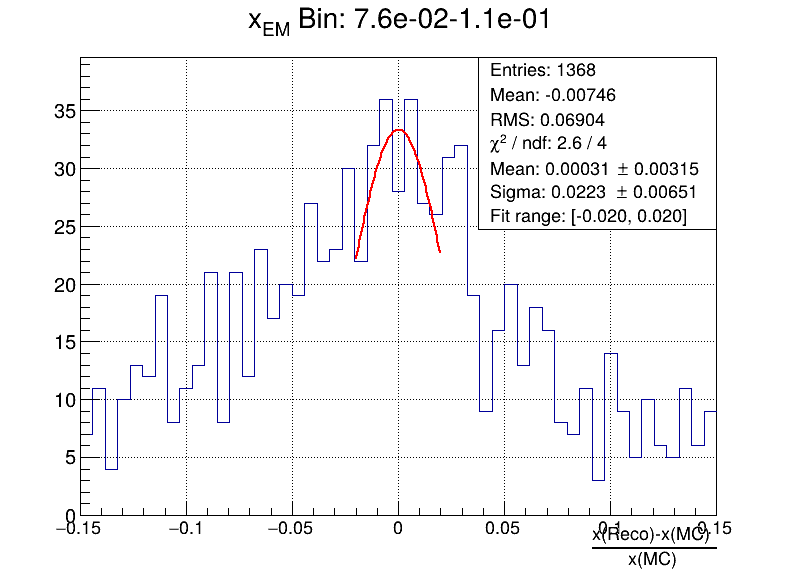 x_EM Bin: 7.6e-02-1.1e-01
Entries: 1368
Mean: -0.00746
RMS: 0.06904
χ² / ndf: 2.6 / 4
Mean: 0.00031 ± 0.00315
Sigma: 0.0223 ± 0.00651
Fit range: [-0.020, 0.020]
35
30
25
20
15
10
5
0
−0.15 −0.1 −0.05 0 0.05 0.1 0.15
x(Reco)-x(MC)
x(MC)